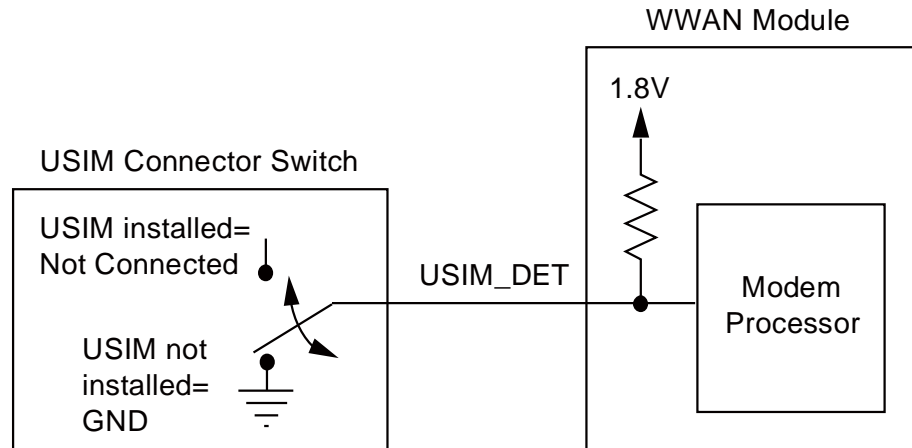 WWAN Module
1.8V
USIM Connector Switch
USIM installed=
Not Connected
USIM_DET
Modem
Processor
USIM not
installed=
GND